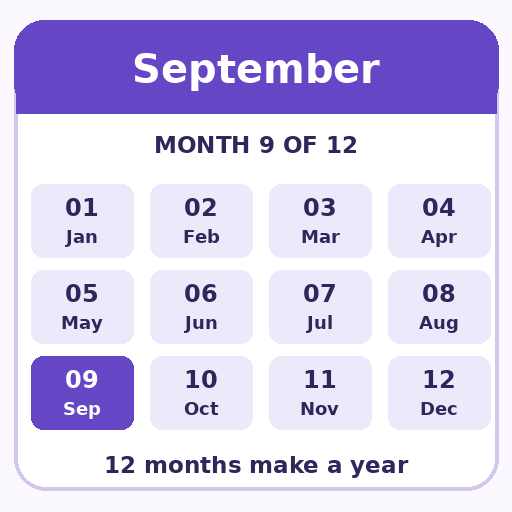 September
MONTH 9 OF 12
01 02 03 04
Jan Feb Mar Apr
05 06 07 08
May Jun Jul Aug
09 10 11 12
Sep Oct Nov Dec
12 months make a year